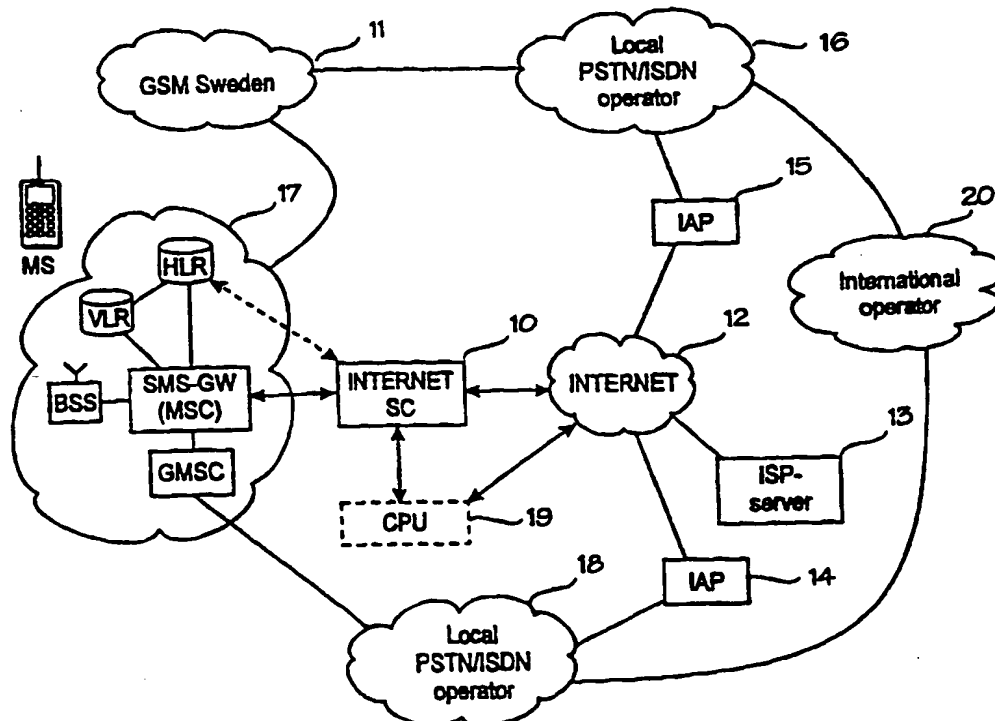 11
GSM Sweden
Local
PSTN/ISDN
operator
16
MS
17
HLR
VLR
BSS
SMS-GW
(MSC)
GMSC
10
INTERNET
SC
CPU
19
12
INTERNET
15
IAP
20
International
operator
13
ISP-
server
IAP
14
18
Local
PSTN/ISDN
operator